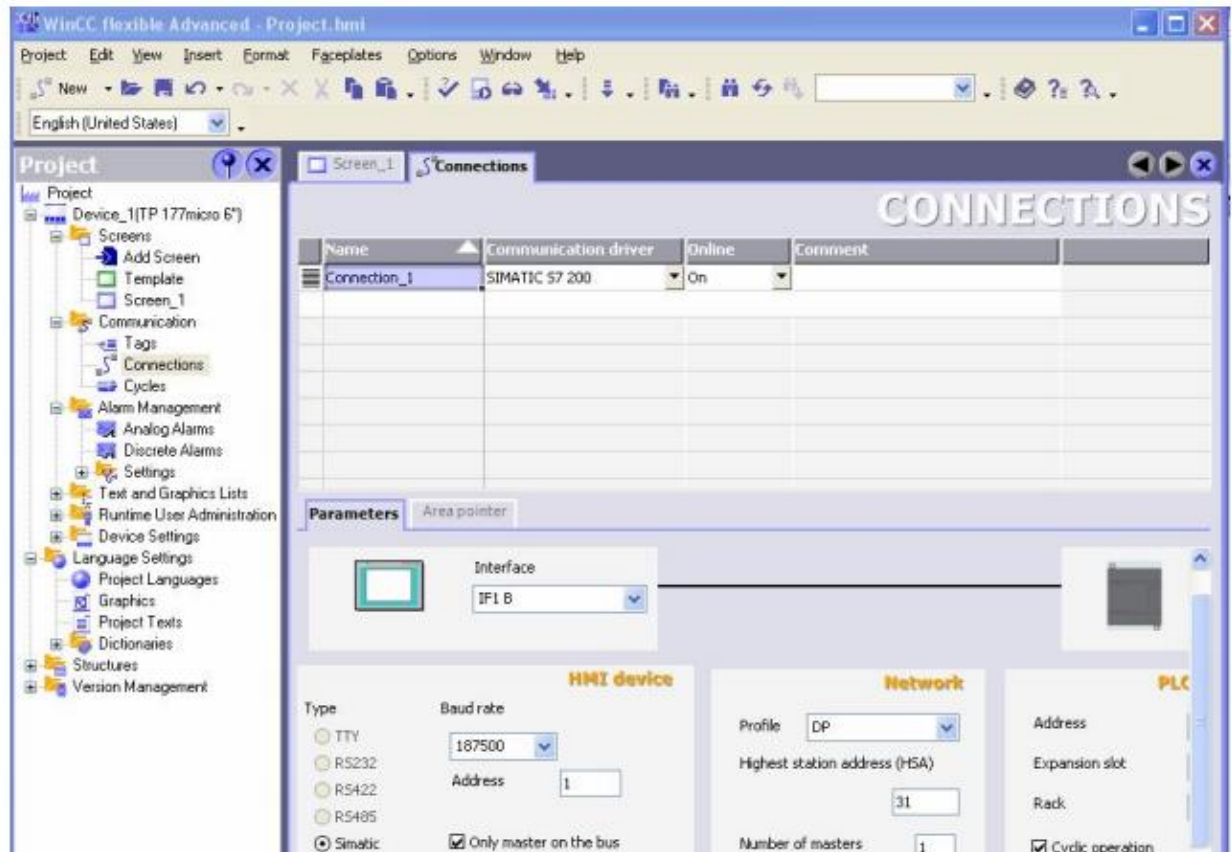 WinCC flexible Advanced - Project.hmi
Project Edit View Insert Format Faceplates Options Window Help
New
English (United States)
Project
Screen_1 Connections
Project
Device_1(TP 177micro 6")
Screens
Add Screen
Template
Screen_1
Communication
Tags
Connections
Cycles
Alarm Management
Analog Alarms
Discrete Alarms
Settings
Text and Graphics Lists
Runtime User Administration
Device Settings
Language Settings
Project Languages
Graphics
Project Texts
Dictionaries
Structures
Version Management
CONNECTIONS
Name Communication driver Online Comment
Connection_1 SIMATIC S7 200 On
Parameters Area pointer
Interface
IF1 B
HMI device
Type Baud rate
TTY
187500
RS232
Address 1
RS422
RS485
Simatic Only master on the bus
Network
Profile DP
Highest station address (HSA)
31
Number of masters 1
PLC
Address
Expansion slot
Rack
Cyclic operation